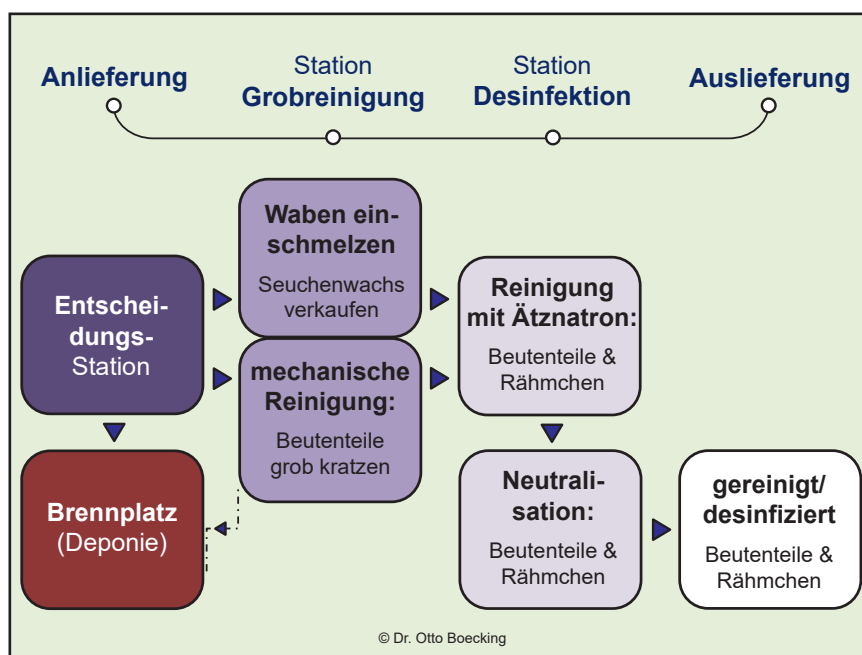 Anlieferung
Station
Grobreinigung
Station
Desinfektion
Auslieferung
Waben ein-
schmelzen
Seuchenwachs
verkaufen
Entschei-
dungs-
Station
mechanische
Reinigung:
Beutenteile
grob kratzen
Reinigung
mit Ätznatron:
Beutenteile &
Rähmchen
Brennplatz
(Deponie)
Neutrali-
sation:
Beutenteile &
Rähmchen
gereinigt/
desinfiziert
Beutenteile &
Rähmchen
© Dr. Otto Boecking